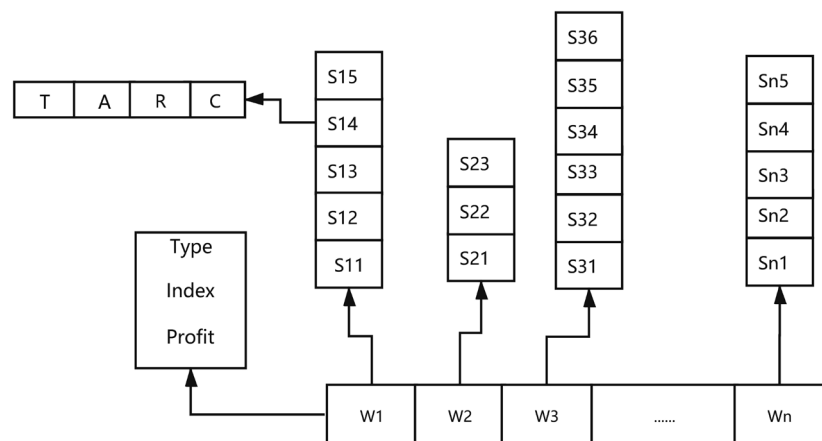 T A R C
S15
S14
S13
S12
S11
S23
S22
S21
S36
S35
S34
S33
S32
S31
Sn5
Sn4
Sn3
Sn2
Sn1
Type
Index
Profit
W1 W2 W3 ...... Wn